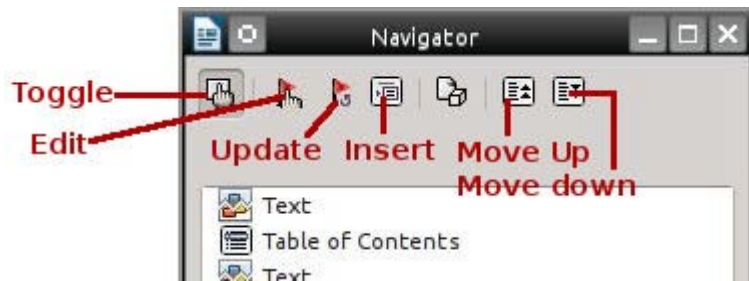 Navigator
Toggle
Edit
Update Insert Move Up
Move down
Text
Table of Contents
Text